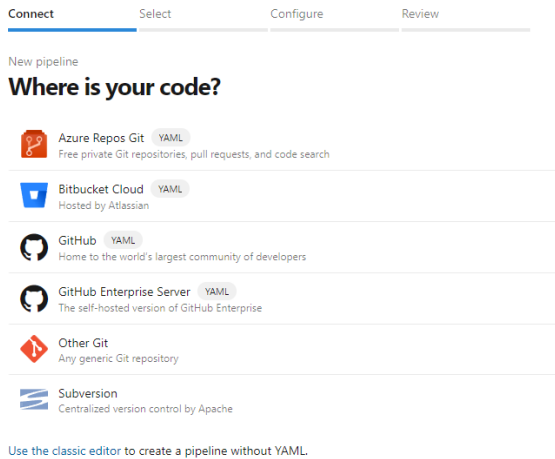 Connect Select Configure Review
New pipeline
Where is your code?
Azure Repos Git YAML
Free private Git repositories, pull requests, and code search
Bitbucket Cloud YAML
Hosted by Atlassian
GitHub YAML
Home to the world's largest community of developers
GitHub Enterprise Server YAML
The self-hosted version of GitHub Enterprise
Other Git
Any generic Git repository
Subversion
Centralized version control by Apache
Use the classic editor to create a pipeline without YAML.